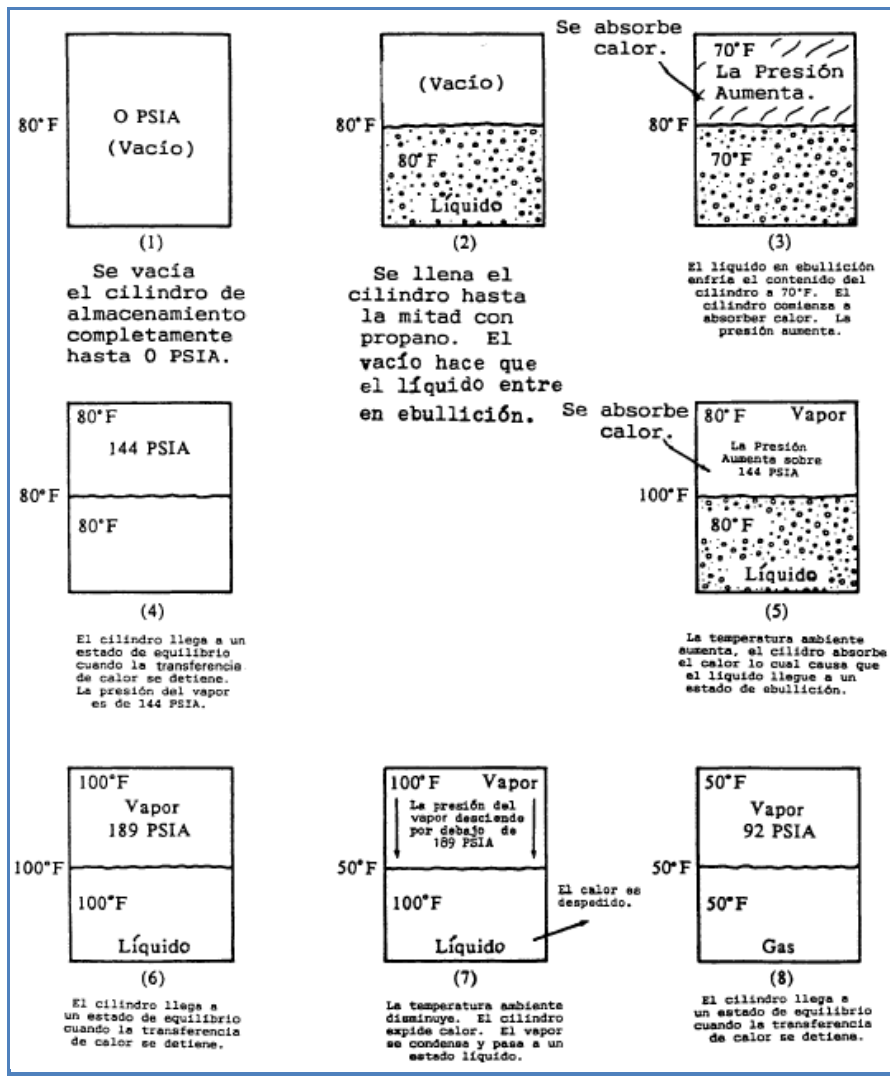 O PSIA
(Vacío)
80°F
(1)
Se vacía
el cilindro de
almacenamiento
completamente
hasta O PSIA.
(Vacío)
80°F
80°F
Líquido
(2)
Se llena el
cilindro hasta
la mitad con
propano. El
vacío hace que
el líquido entre
en ebullición.
Se absorbe
calor.
70°F
La Presión
Aumenta.
80°F
70°F
(3)
El líquido en ebullición
enfría el contenido del
cilindro a 70°F. El
cilindro comienza a
absorber calor. La
presión aumenta.
80°F
144 PSIA
80°F
80°F
(4)
El cilindro llega a un
estado de equilibrio
cuando la transferencia
de calor se detiene.
La presión del vapor
es de 144 PSIA.
Se absorbe
calor.
80°F Vapor
La Presión
Aumenta sobre
144 PSIA
100°F
80°F
Líquido
(5)
La temperatura ambiente
aumenta, el cilidro absorbe
el calor lo cual causa que
el líquido llegue a un
estado de ebullición.
100°F
Vapor
189 PSIA
100°F
100°F
Líquido
(6)
El cilindro llega a
un estado de equilibrio
cuando la transferencia
de calor se detiene.
100°F Vapor
La presión del
vapor desciende
por debajo de
189 PSIA
50°F
100°F
El calor es
despedido.
Líquido
(7)
La temperatura ambiente
disminuye. El cilindro
expide calor. El vapor
se condensa y pasa a un
estado líquido.
50°F
Vapor
92 PSIA
50°F
50°F
Gas
(8)
El cilindro llega a
un estado de equilibrio
cuando la transferencia
de calor se detiene.